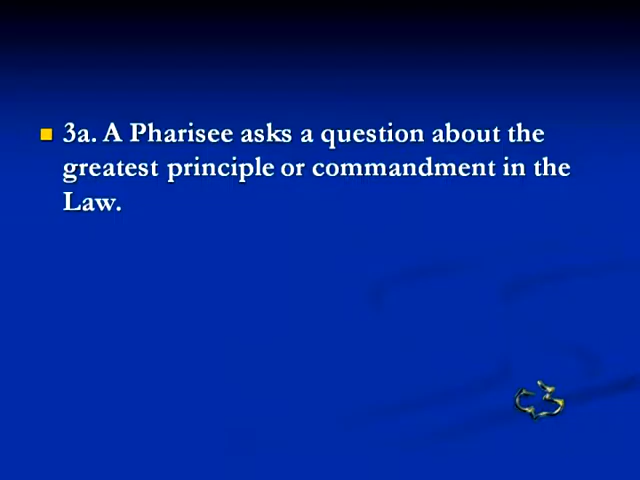 3a. A Pharisee asks a question about the
greatest principle or commandment in the
Law.